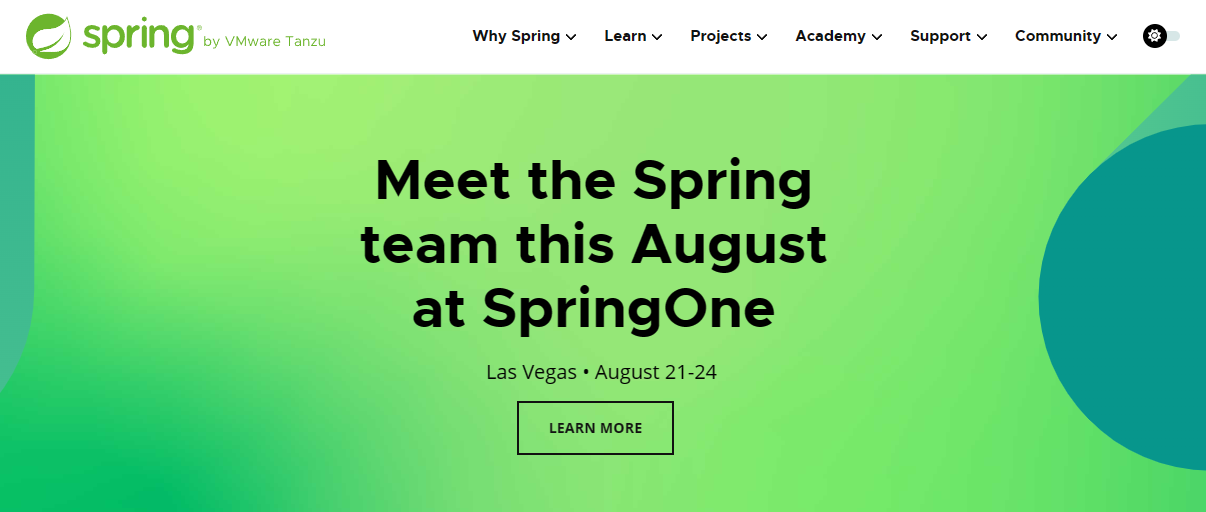 spring® by VMware Tanzu
Why Spring Learn Projects Academy Support Community
Meet the Spring
team this August
at SpringOne
Las Vegas • August 21-24
LEARN MORE